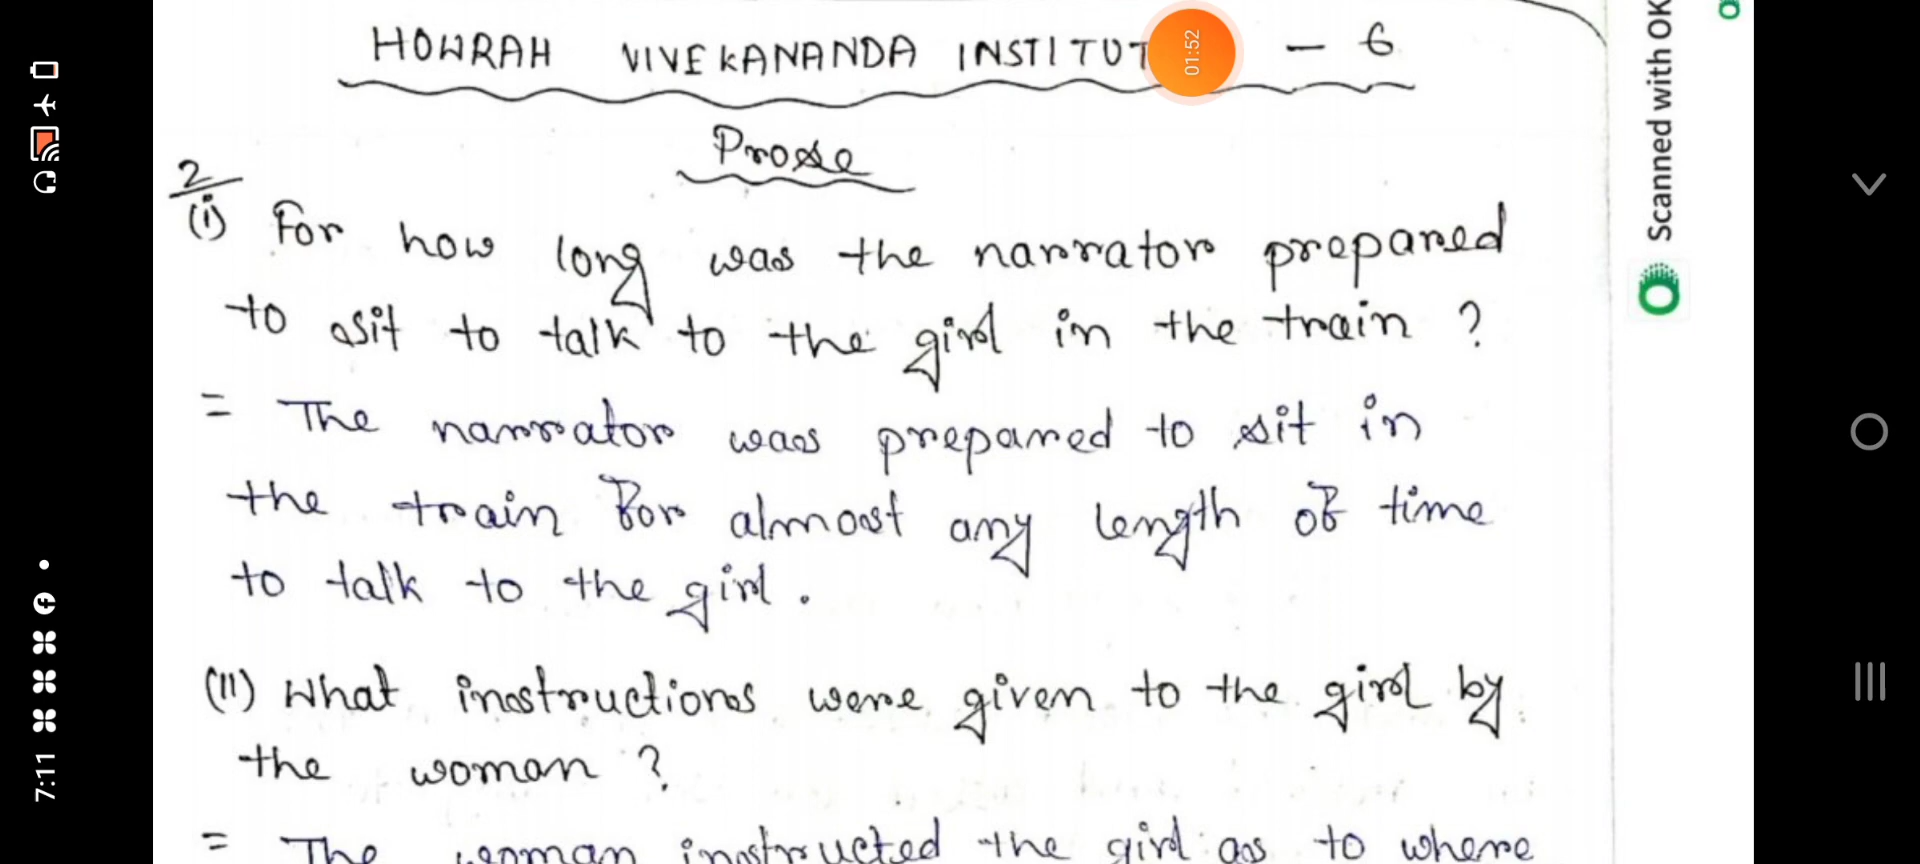 HOWRAH VIVEKANANDA INSTITUT — 6
Prose
2
(i) For how long was the narrator prepared
to sit to talk to the girl in the train ?
= The narrator was prepared to sit in
the train for almost any length of time
to talk to the girl.
(II) What instructions were given to the girl by
the woman ?
= The woman instructed the girl as to where
01:52
Scanned with OK
7:11